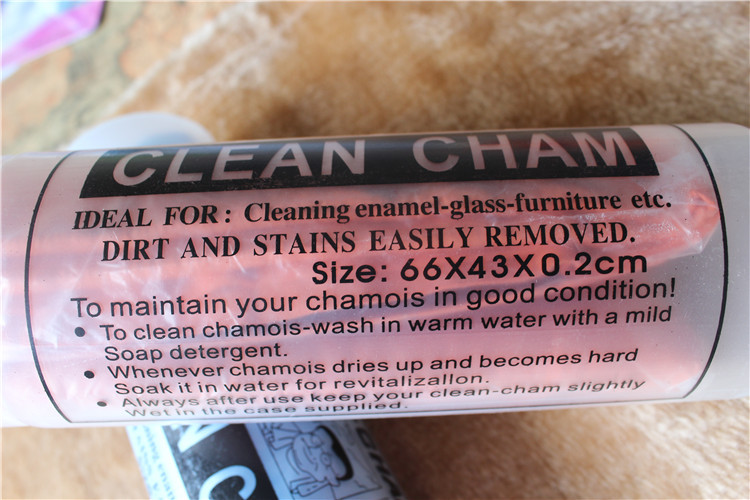 CLEAN CHAM
IDEAL FOR: Cleaning enamel-glass-furniture etc.
DIRT AND STAINS EASILY REMOVED.
Size: 66X43X0.2cm
To maintain your chamois in good condition!
• To clean chamois-wash in warm water with a mild
Soap detergent.
• Whenever chamois dries up and becomes hard
Soak it in water for revitalizallon.
• Always after use keep your clean-cham slightly
Wet in the case supplied.
N C
CHA